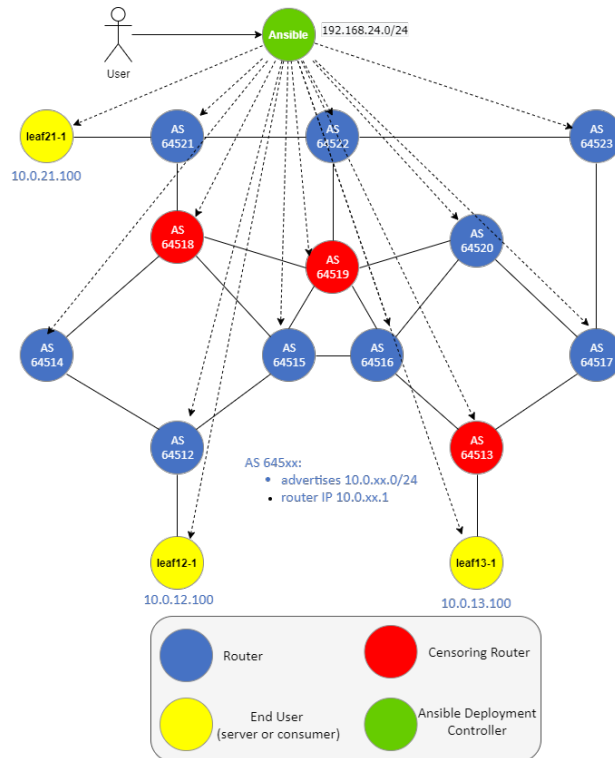 Ansible
192.168.24.0/24
User
leaf21-1
10.0.21.100
AS
64521
AS
64522
AS
64523
AS
64518
AS
64519
AS
64520
AS
64514
AS
64515
AS
64516
AS
64517
AS
64512
AS
64513
AS 645xx:
• advertises 10.0.xx.0/24
• router IP 10.0.xx.1
leaf12-1
10.0.12.100
leaf13-1
10.0.13.100
Router
Censoring Router
End User
(server or consumer)
Ansible Deployment
Controller